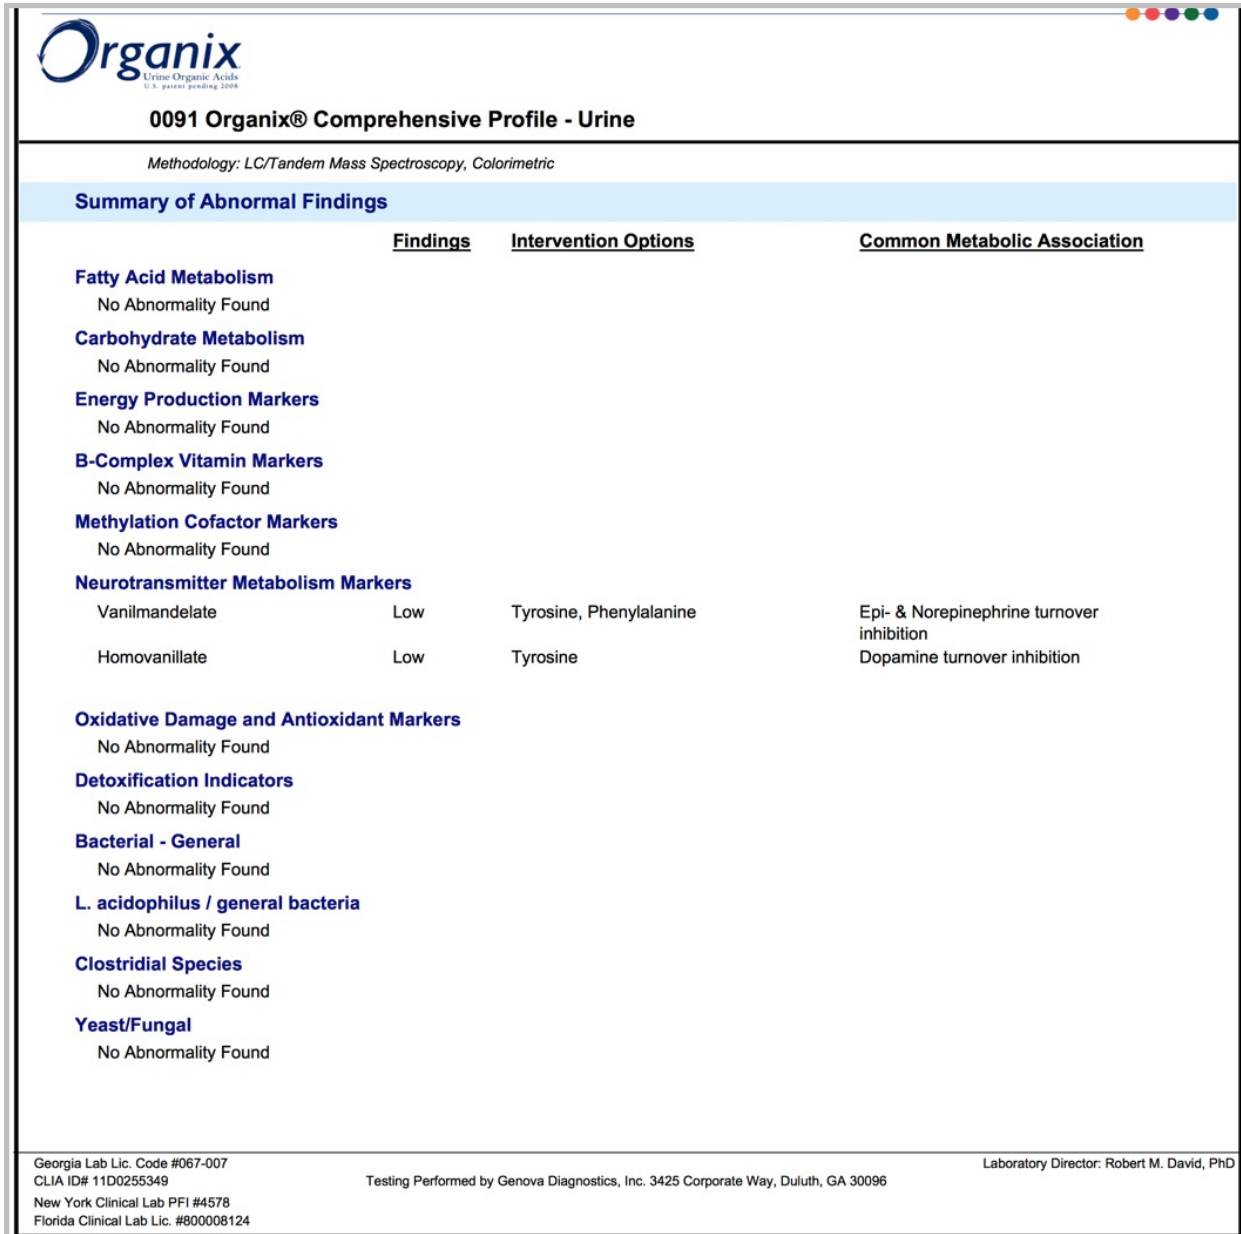 Organix
Urine Organic Acids
U.S. patent pending 2008
0091 Organix® Comprehensive Profile - Urine
Methodology: LC/Tandem Mass Spectroscopy, Colorimetric
Summary of Abnormal Findings
Findings Intervention Options Common Metabolic Association
Fatty Acid Metabolism
No Abnormality Found
Carbohydrate Metabolism
No Abnormality Found
Energy Production Markers
No Abnormality Found
B-Complex Vitamin Markers
No Abnormality Found
Methylation Cofactor Markers
No Abnormality Found
Neurotransmitter Metabolism Markers
Vanilmandelate Low Tyrosine, Phenylalanine Epi- & Norepinephrine turnover
inhibition
Homovanillate Low Tyrosine Dopamine turnover inhibition
Oxidative Damage and Antioxidant Markers
No Abnormality Found
Detoxification Indicators
No Abnormality Found
Bacterial - General
No Abnormality Found
L. acidophilus / general bacteria
No Abnormality Found
Clostridial Species
No Abnormality Found
Yeast/Fungal
No Abnormality Found
Georgia Lab Lic. Code #067-007 Laboratory Director: Robert M. David, PhD
CLIA ID# 11D0255349 Testing Performed by Genova Diagnostics, Inc. 3425 Corporate Way, Duluth, GA 30096
New York Clinical Lab PFI #4578
Florida Clinical Lab Lic. #800008124